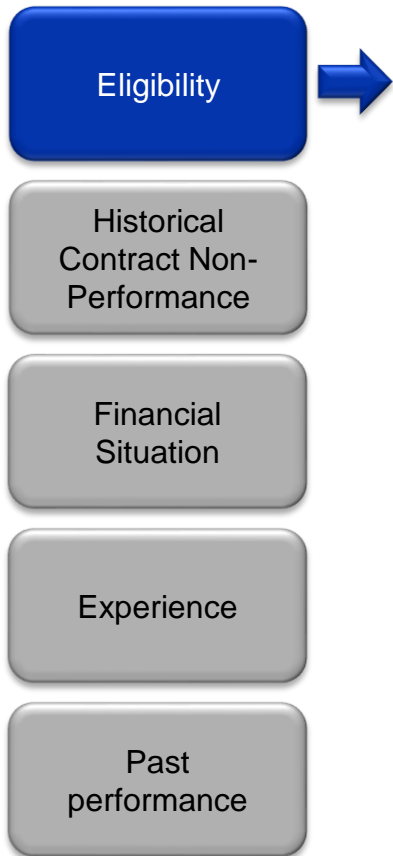 Eligibility
Historical
Contract Non-
Performance
Financial
Situation
Experience
Past
performance